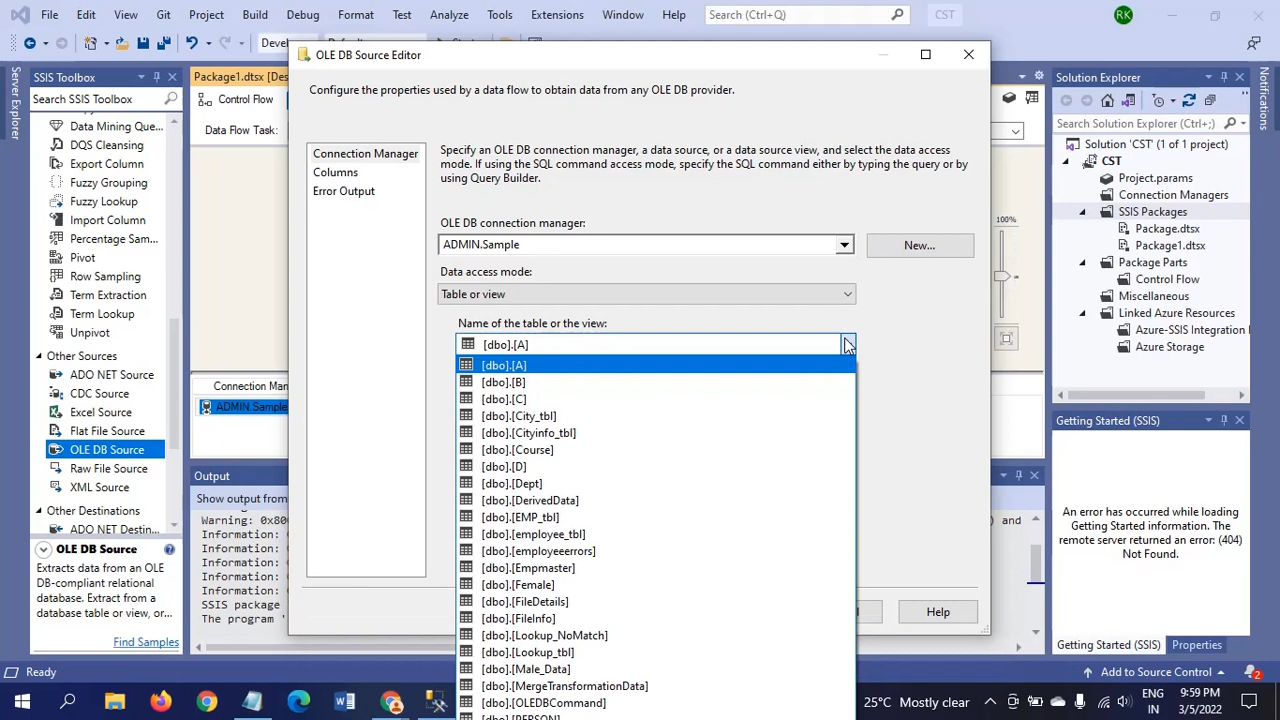 File Edit View Git Project Build Debug Format Test Analyze Tools Extensions Window Help Search (Ctrl+Q) CST RK
Server Explorer
SSIS Toolbox
Search SSIS Toolbox
Data Mining Que...
DQS Cleansing
Export Column
Fuzzy Grouping
Fuzzy Lookup
Import Column
Percentage Sam...
Pivot
Row Sampling
Term Extraction
Term Lookup
Unpivot
Other Sources
ADO NET Source
CDC Source
Excel Source
Flat File Source
OLE DB Source
Raw File Source
XML Source
Other Destinations
ADO NET Destin...
OLE DB Source
Extracts data from an OLE
DB-compliant relational
database. Extract from a
database table or view, or...
Find Samples
Package1.dtsx [Des
Control Flow
Data Flow Task:
Connection Man
ADMIN.Sample
100%
Output
Show output from
Warning: 0x80
) and
Information: 0
Information: 0
Information: 0
Information: 0
SSIS package
The program '
OLE DB Source Editor
Configure the properties used by a data flow to obtain data from any OLE DB provider.
Connection Manager
Columns
Error Output
Specify an OLE DB connection manager, a data source, or a data source view, and select the data access
mode. If using the SQL command access mode, specify the SQL command either by typing the query or by
using Query Builder.
OLE DB connection manager:
ADMIN.Sample
New...
Data access mode:
Table or view
Name of the table or the view:
[dbo].[A]
[dbo].[A]
[dbo].[B]
[dbo].[C]
[dbo].[City_tbl]
[dbo].[Cityinfo_tbl]
[dbo].[Course]
[dbo].[D]
[dbo].[Dept]
[dbo].[DerivedData]
[dbo].[EMP_tbl]
[dbo].[employee_tbl]
[dbo].[employeeerrors]
[dbo].[Empmaster]
[dbo].[Female]
[dbo].[FileDetails]
[dbo].[FileInfo]
[dbo].[Lookup_NoMatch]
[dbo].[Lookup_tbl]
[dbo].[Male_Data]
[dbo].[MergeTransformationData]
[dbo].[OLEDBCommand]
[dbo].[PERSON]
Help
Solution Explorer
Search Solution Explorer (Ctrl+;)
Solution 'CST' (1 of 1 project)
CST
Project.params
Connection Managers
SSIS Packages
Package.dtsx
Package1.dtsx
Package Parts
Control Flow
Miscellaneous
Linked Azure Resources
Azure-SSIS Integration
Azure Storage
Getting Started (SSIS)
An error has occurred while loading
Getting Started information. The
remote server returned an error: (404)
Not Found.
Getting Started (SSIS) Properties
Notifications
Ready
Add to Source Control
2
25°C Mostly clear
ENG
IN
9:59 PM
3/5/2022